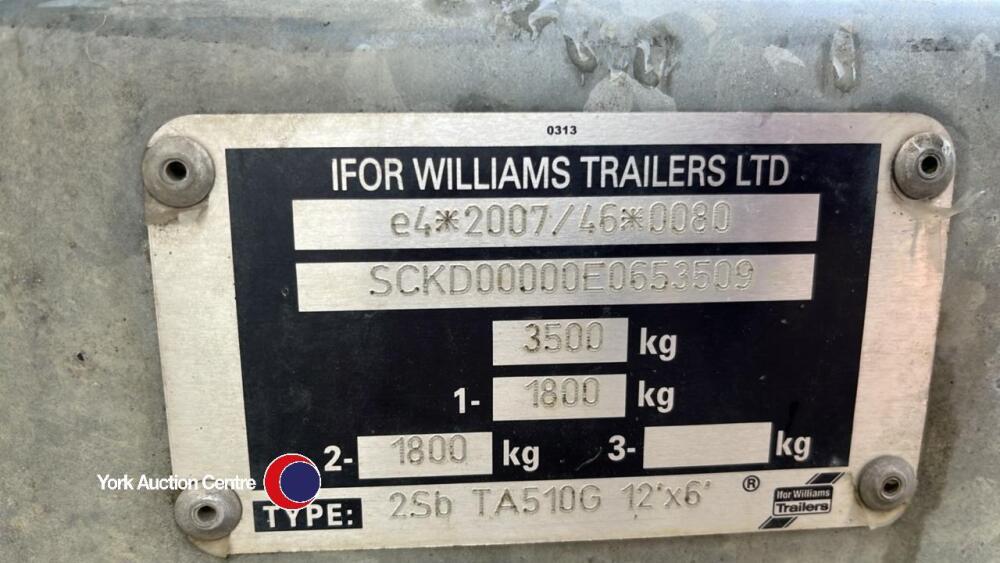 0313
IFOR WILLIAMS TRAILERS LTD
e4*2007/46*0080
SCKD00000E0653509
3500 kg
1- 1800 kg
2- 1800 kg 3- kg
York Auction Centre
TYPE: 2Sb TA510G 12'x6' ®
Ifor Williams
Trailers